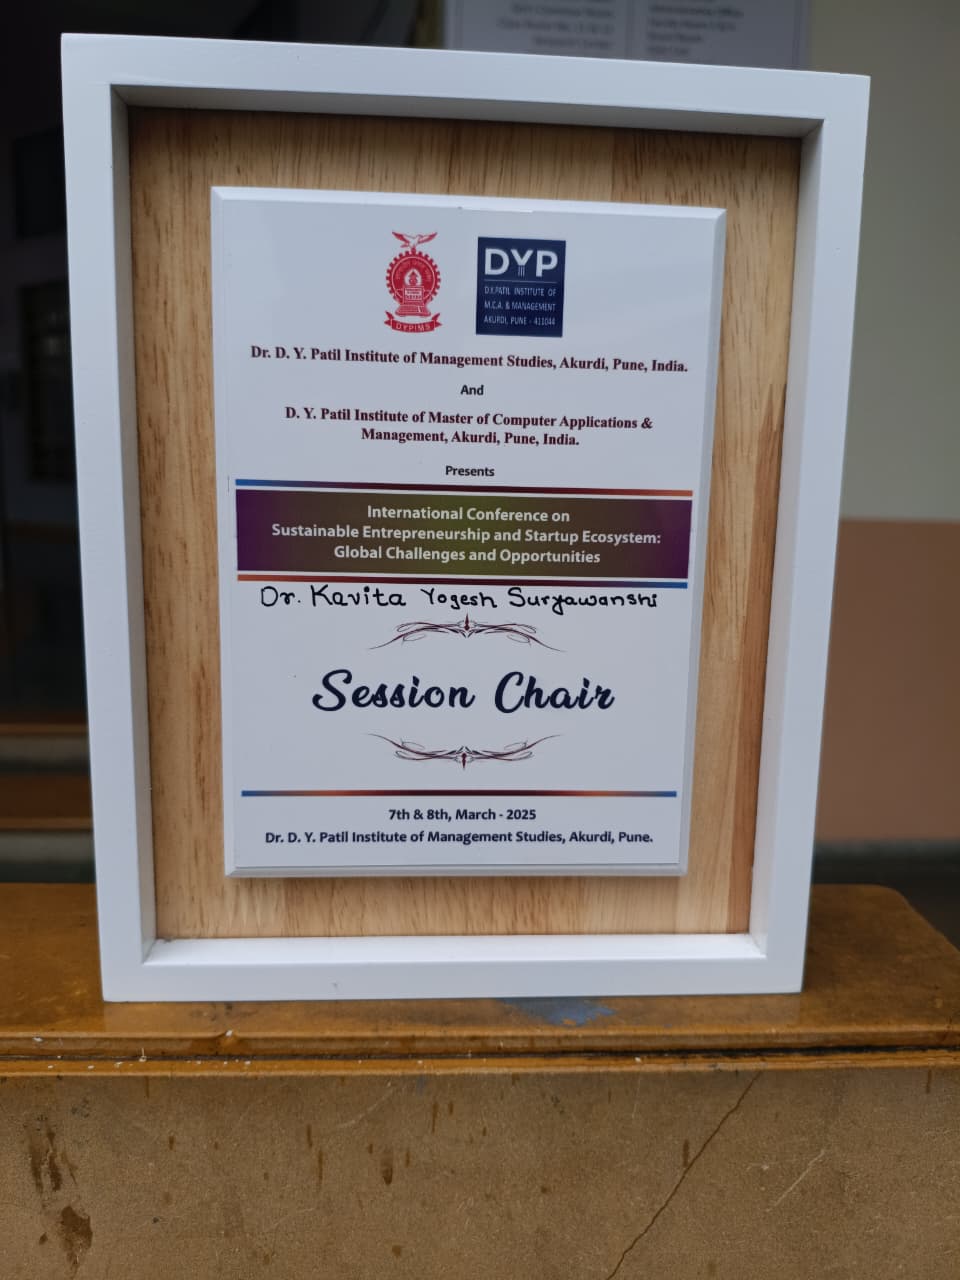 DYPIMS
DYP
D.Y.PATIL INSTITUTE OF
M.C.A. & MANAGEMENT
AKURDI, PUNE - 411044
Dr. D. Y. Patil Institute of Management Studies, Akurdi, Pune, India.
And
D. Y. Patil Institute of Master of Computer Applications &
Management, Akurdi, Pune, India.
Presents
International Conference on
Sustainable Entrepreneurship and Startup Ecosystem:
Global Challenges and Opportunities
Dr. Kavita Yogesh Suryawanshi
Session Chair
7th & 8th, March - 2025
Dr. D. Y. Patil Institute of Management Studies, Akurdi, Pune.